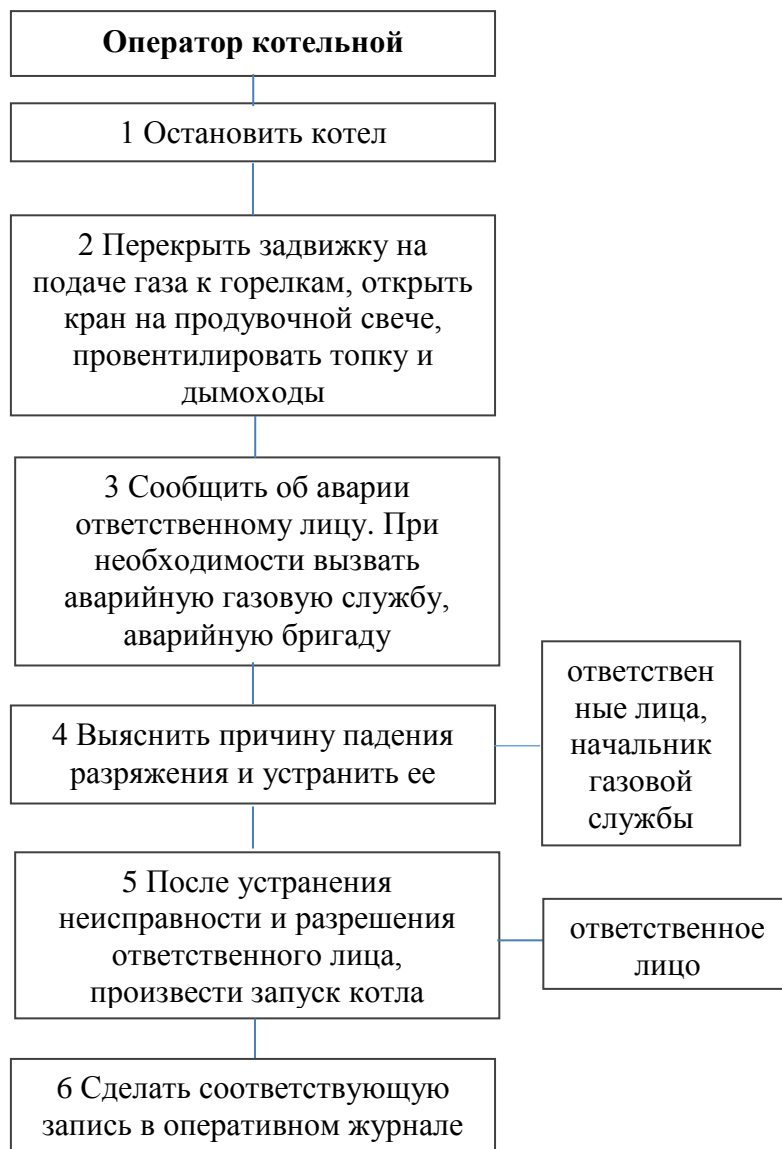 Оператор котельной
1 Остановить котел
2 Перекрыть задвижку на
подаче газа к горелкам, открыть
кран на продувочной свече,
провентилировать топку и
дымоходы
3 Сообщить об аварии
ответственному лицу. При
необходимости вызвать
аварийную газовую службу,
аварийную бригаду
4 Выяснить причину падения
разряжения и устранить ее
ответствен
ные лица,
начальник
газовой
службы
5 После устранения
неисправности и разрешения
ответственного лица,
произвести запуск котла
ответственное
лицо
6 Сделать соответствующую
запись в оперативном журнале